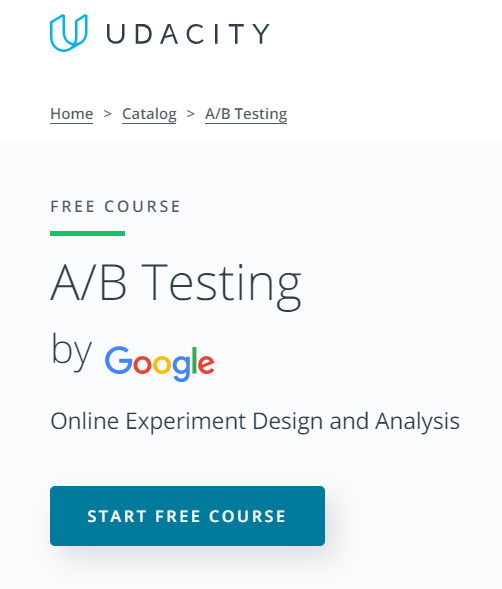 UDACITY
Home > Catalog > A/B Testing
FREE COURSE
A/B Testing
by Google
Online Experiment Design and Analysis
START FREE COURSE